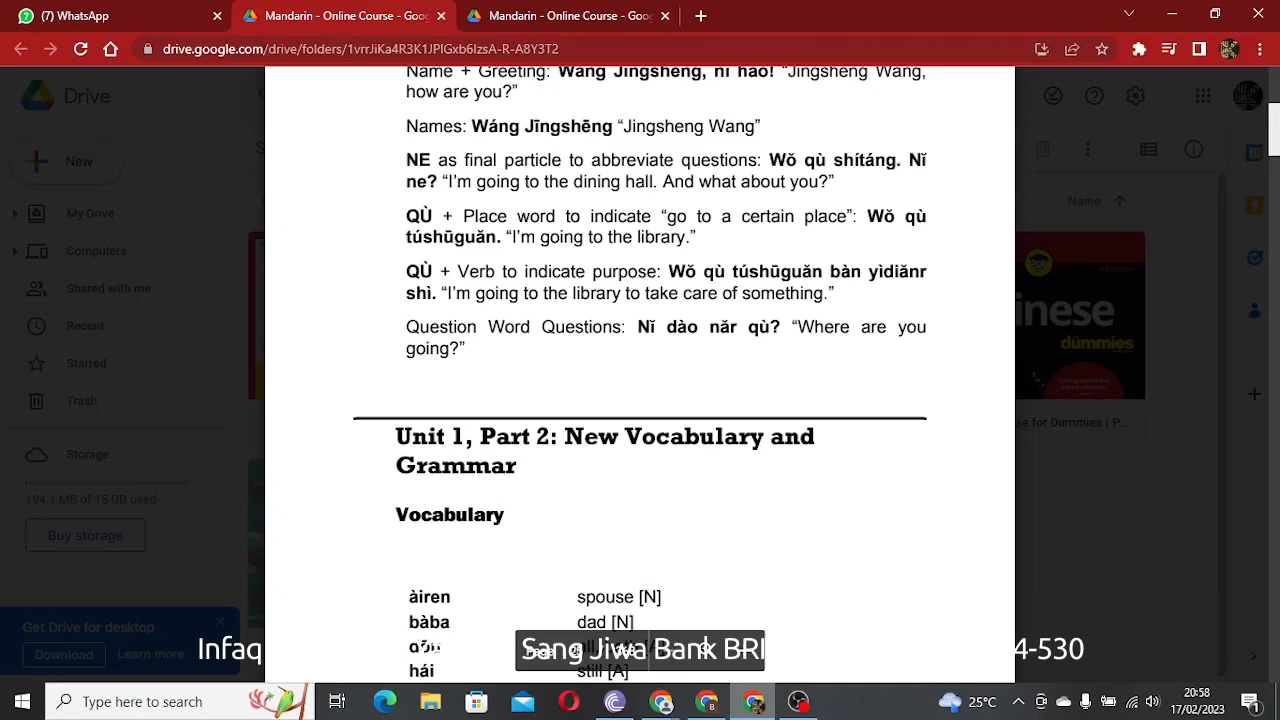 (7) WhatsApp
Mandarin - Online Course - Goo
Mandarin - Online Course - Goo
drive.google.com/drive/folders/1vrrJiKa4R3K1JPIGxb6IzsA-R-A8Y3T2
Drive
New
My Drive
Computers
Shared with me
Recent
Starred
Trash
Storage
194.1 MB of 15 GB used
Buy storage
Get Drive for desktop
Download
Learn
Name + Greeting: Wáng Jīngshēng, nǐ hǎo! “Jingsheng Wang,
how are you?”
Names: Wáng Jīngshēng “Jingsheng Wang”
NE as final particle to abbreviate questions: Wǒ qù shítáng. Nǐ
ne? “I’m going to the dining hall. And what about you?”
QÙ + Place word to indicate “go to a certain place”: Wǒ qù
túshūguǎn. “I’m going to the library.”
QÙ + Verb to indicate purpose: Wǒ qù túshūguǎn bàn yìdiǎnr
shì. “I’m going to the library to take care of something.”
Question Word Questions: Nǐ dào nǎr qù? “Where are you
going?”
Unit 1, Part 2: New Vocabulary and
Grammar
Vocabulary
àiren spouse [N]
bàba dad [N]
hái still [A]
Name
inese
dummies
se for Dummies ( P...
Infaq Sang Jiwa Bank BRI 4-530
Page
Type here to search
25°C
20:58
17/02/2023
1